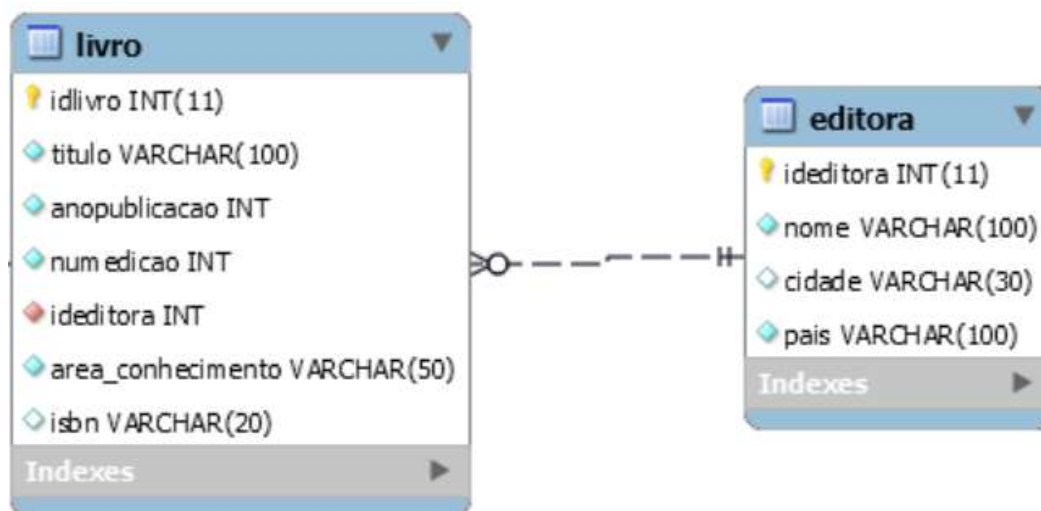 livro
idlivro INT(11)
titulo VARCHAR(100)
anopublicacao INT
numedicao INT
ideditora INT
area_conhecimento VARCHAR(50)
isbn VARCHAR(20)
Indexes
editora
ideditora INT(11)
nome VARCHAR(100)
cidade VARCHAR(30)
pais VARCHAR(100)
Indexes